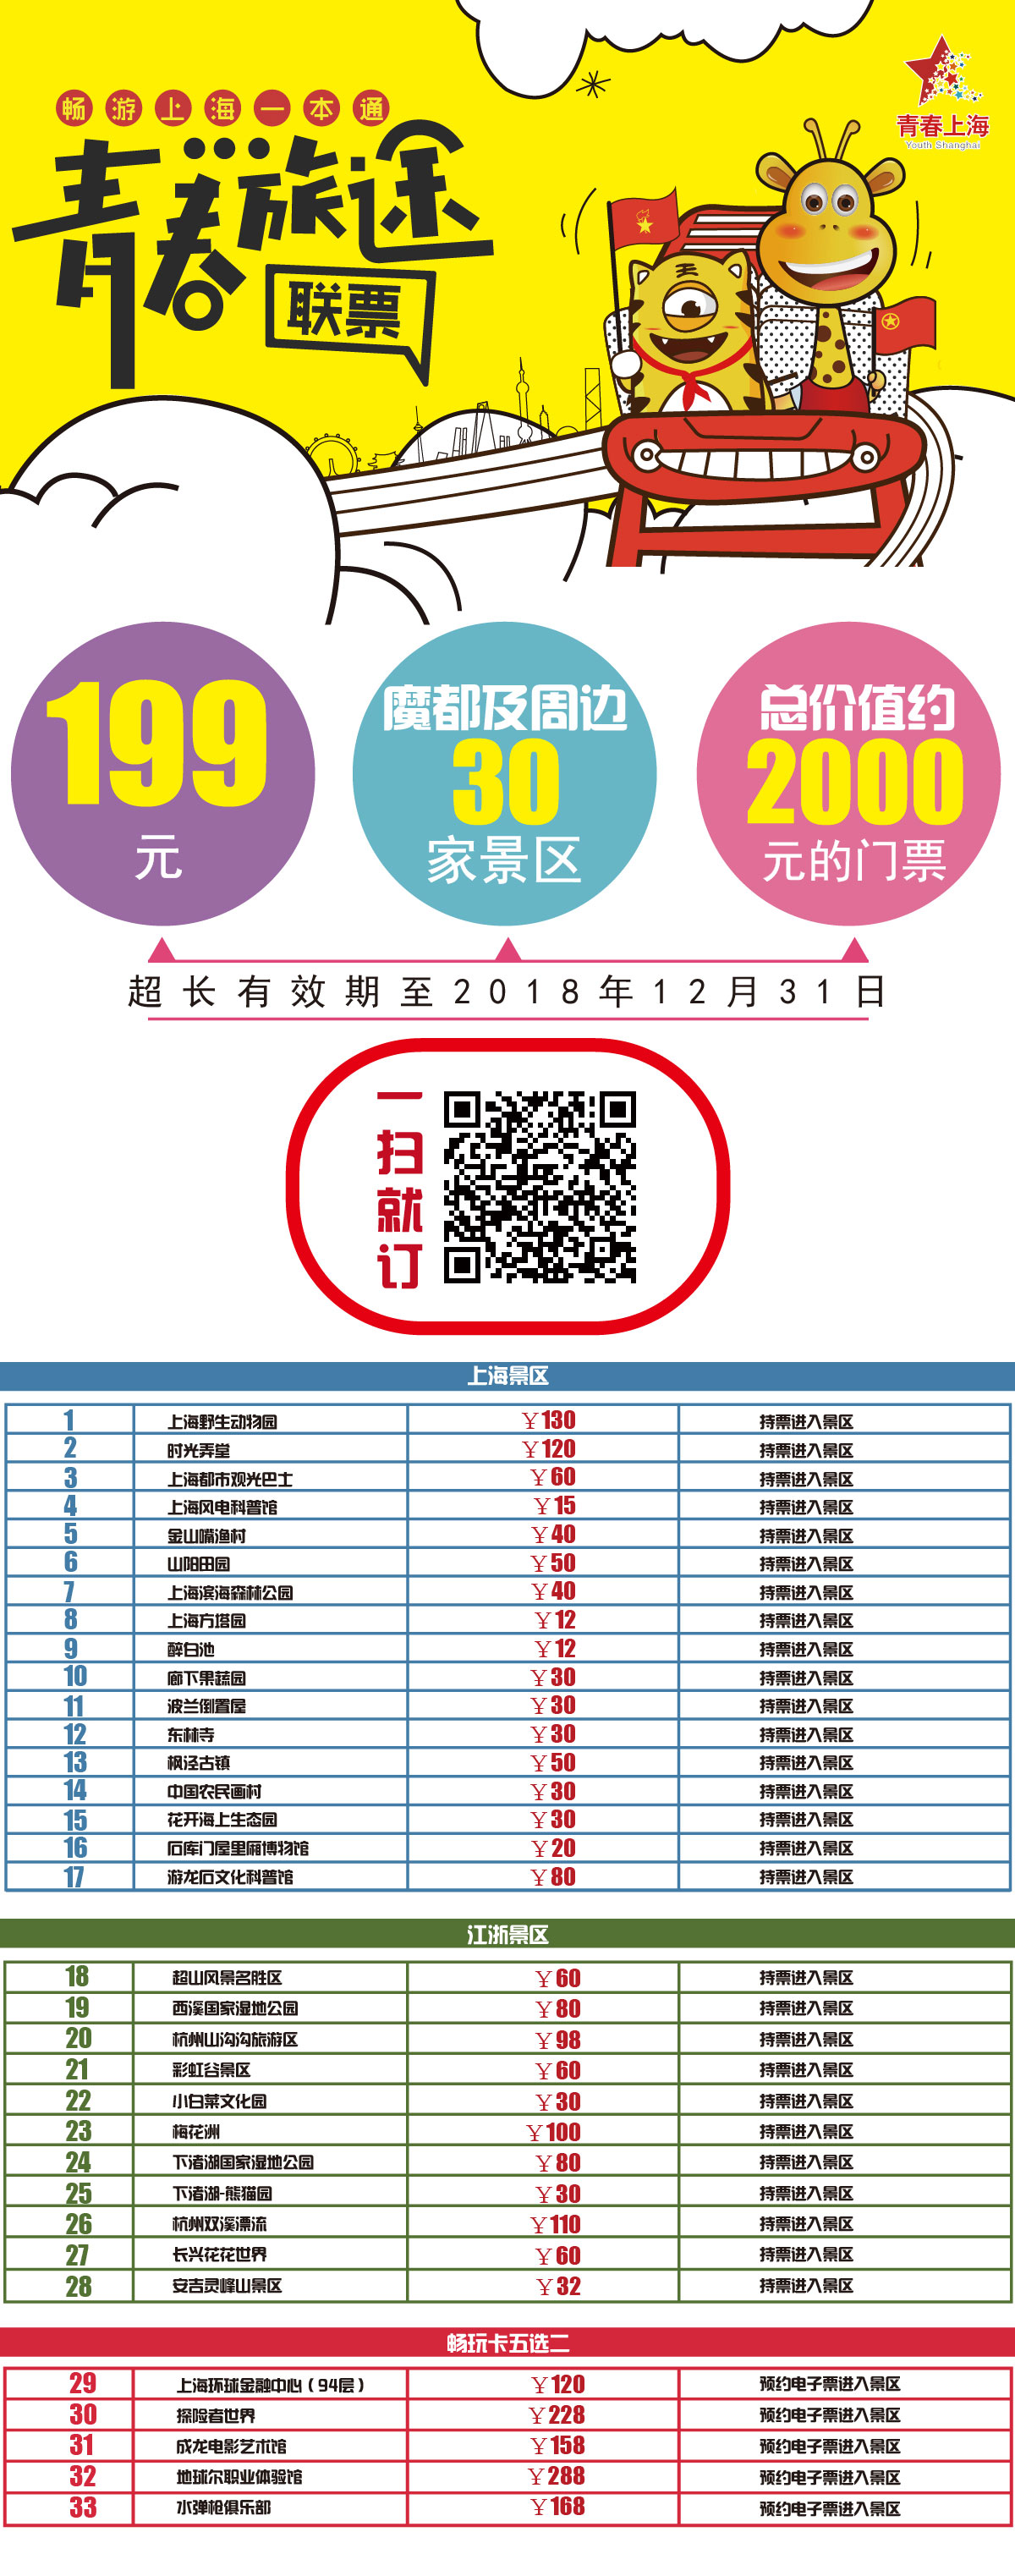 畅游上海一本通
青春旅途
联票
青春上海
Youth Shanghai
199
元
魔都及周边
30
家景区
总价值约
2000
元的门票
超长有效期至2018年12月31日
一扫就订
上海景区
1 上海野生动物园 ￥130 持票进入景区
2 时光弄堂 ￥120 持票进入景区
3 上海都市观光巴士 ￥60 持票进入景区
4 上海风电科普馆 ￥15 持票进入景区
5 金山嘴渔村 ￥40 持票进入景区
6 山阳田园 ￥50 持票进入景区
7 上海滨海森林公园 ￥40 持票进入景区
8 上海方塔园 ￥12 持票进入景区
9 醉白池 ￥12 持票进入景区
10 廊下果蔬园 ￥30 持票进入景区
11 波兰倒置屋 ￥30 持票进入景区
12 东林寺 ￥30 持票进入景区
13 枫泾古镇 ￥50 持票进入景区
14 中国农民画村 ￥30 持票进入景区
15 花开海上生态园 ￥30 持票进入景区
16 石库门屋里厢博物馆 ￥20 持票进入景区
17 游龙石文化科普馆 ￥80 持票进入景区
江浙景区
18 超山风景名胜区 ￥60 持票进入景区
19 西溪国家湿地公园 ￥80 持票进入景区
20 杭州山沟沟旅游区 ￥98 持票进入景区
21 彩虹谷景区 ￥60 持票进入景区
22 小白菜文化园 ￥30 持票进入景区
23 梅花洲 ￥100 持票进入景区
24 下渚湖国家湿地公园 ￥80 持票进入景区
25 下渚湖-熊猫园 ￥30 持票进入景区
26 杭州双溪漂流 ￥110 持票进入景区
27 长兴花花世界 ￥60 持票进入景区
28 安吉灵峰山景区 ￥32 持票进入景区
畅玩卡五选二
29 上海环球金融中心（94层） ￥120 预约电子票进入景区
30 探险者世界 ￥228 预约电子票进入景区
31 成龙电影艺术馆 ￥158 预约电子票进入景区
32 地球尔职业体验馆 ￥288 预约电子票进入景区
33 水弹枪俱乐部 ￥168 预约电子票进入景区